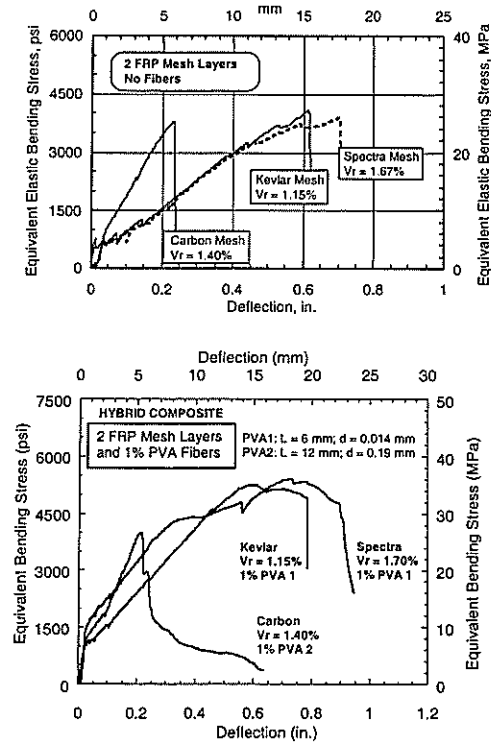 mm
0 5 10 15 20 25
Equivalent Elastic Bending Stress, psi
6000
4500
3000
1500
0
2 FRP Mesh Layers
No Fibers
Spectra Mesh
Vr = 1.67%
Kevlar Mesh
Vr = 1.15%
Carbon Mesh
Vr = 1.40%
40
30
20
10
0
Equivalent Elastic Bending Stress, MPa
0 0.2 0.4 0.6 0.8 1
Deflection, in.
Deflection (mm)
0 5 10 15 20 25 30
Equivalent Bending Stress (psi)
7500
6000
4500
3000
1500
0
HYBRID COMPOSITE
2 FRP Mesh Layers
and 1% PVA Fibers
PVA1: L = 6 mm; d = 0.014 mm
PVA2: L = 12 mm; d = 0.19 mm
Kevlar
Vr = 1.15%
1% PVA 1
Spectra
Vr = 1.70%
1% PVA 1
Carbon
Vr = 1.40%
1% PVA 2
50
40
30
20
10
0
Equivalent Bending Stress (MPa)
0 0.2 0.4 0.6 0.8 1 1.2
Deflection (in.)